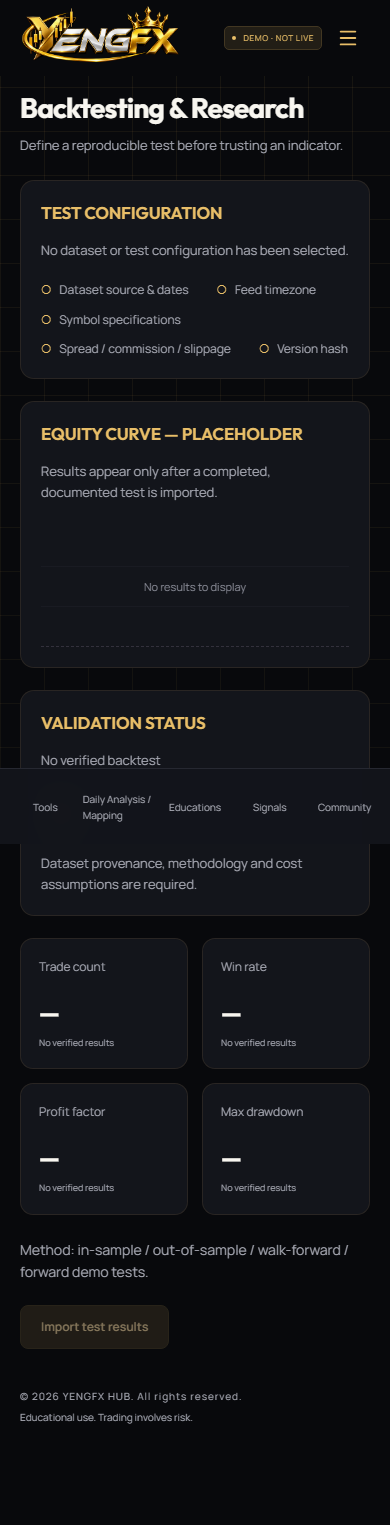 YENGFX
DEMO · NOT LIVE
Backtesting & Research
Define a reproducible test before trusting an indicator.
TEST CONFIGURATION
No dataset or test configuration has been selected.
Dataset source & dates
Feed timezone
Symbol specifications
Spread / commission / slippage
Version hash
EQUITY CURVE — PLACEHOLDER
Results appear only after a completed,
documented test is imported.
No results to display
VALIDATION STATUS
No verified backtest
Tools
Daily Analysis /
Mapping
Educations
Signals
Community
Dataset provenance, methodology and cost
assumptions are required.
Trade count
—
No verified results
Win rate
—
No verified results
Profit factor
—
No verified results
Max drawdown
—
No verified results
Method: in-sample / out-of-sample / walk-forward /
forward demo tests.
Import test results
© 2026 YENGFX HUB. All rights reserved.
Educational use. Trading involves risk.